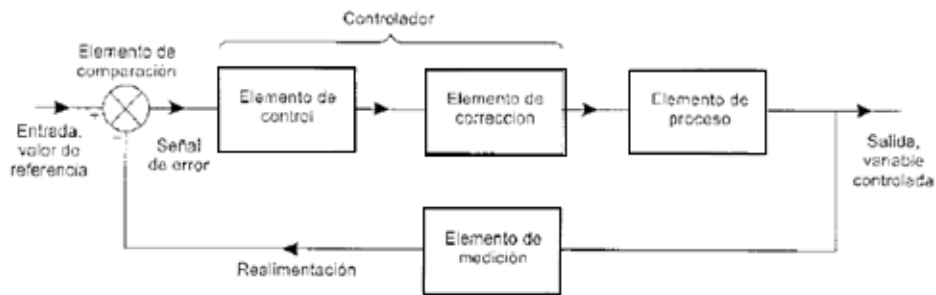 Controlador
Elemento de
comparación
Elemento de
control
Elemento de
correccion
Elemento de
proceso
+
−
Entrada,
valor de
referencia
Señal
de error
Salida,
variable
controlada
Elemento de
medición
Realimentación